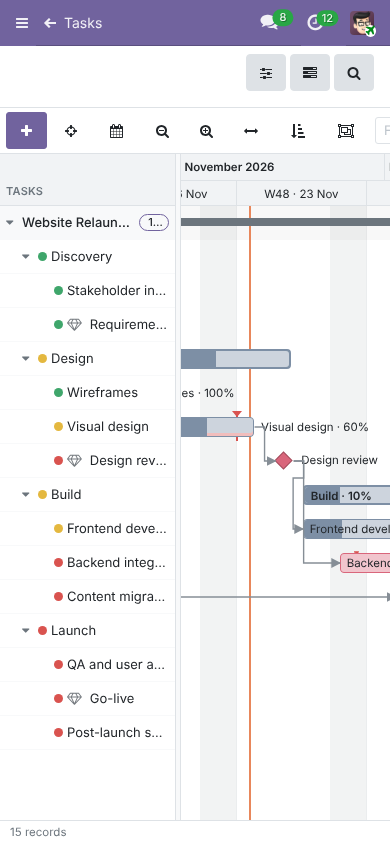 Tasks
8
12
November 2026
TASKS
Nov
W48 · 23 Nov
Website Relaun...
1...
Discovery
Stakeholder in...
Requireme...
Design
Wireframes
es · 100%
Visual design
Visual design · 60%
Design rev...
Design review
Build
Build · 10%
Frontend deve...
Frontend devel
Backend integ...
Backend
Content migra...
Launch
QA and user a...
Go-live
Post-launch s...
15 records